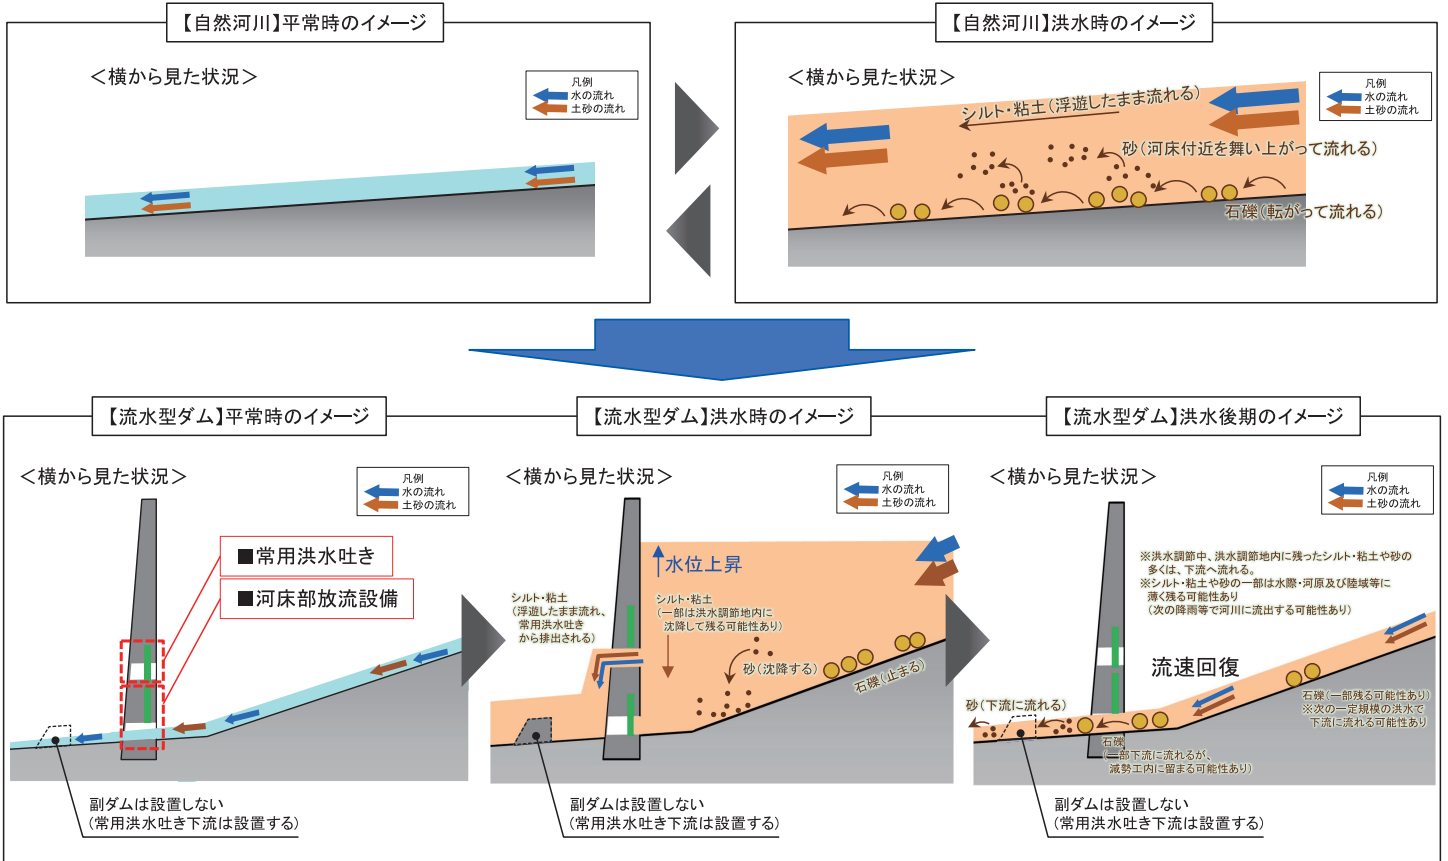 【自然河川】平常時のイメージ
＜横から見た状況＞
凡例
水の流れ
土砂の流れ
【自然河川】洪水時のイメージ
＜横から見た状況＞
凡例
水の流れ
土砂の流れ
シルト・粘土（浮遊したまま流れる）
砂（河床付近を舞い上がって流れる）
石礫（転がって流れる）
【流水型ダム】平常時のイメージ
＜横から見た状況＞
凡例
水の流れ
土砂の流れ
■常用洪水吐き
■河床部放流設備
副ダムは設置しない
（常用洪水吐き下流は設置する）
【流水型ダム】洪水時のイメージ
＜横から見た状況＞
凡例
水の流れ
土砂の流れ
水位上昇
シルト・粘土
（浮遊したまま流れ、
常用洪水吐き
から排出される）
シルト・粘土
（一部は洪水調節地内に
沈降して残る可能性あり）
砂（沈降する）
石礫（止まる）
副ダムは設置しない
（常用洪水吐き下流は設置する）
【流水型ダム】洪水後期のイメージ
＜横から見た状況＞
凡例
水の流れ
土砂の流れ
※洪水調節中、洪水調節地内に残ったシルト・粘土や砂の
多くは、下流へ流れる。
※シルト・粘土や砂の一部は水際・河原及び陸域等に
薄く残る可能性あり
（次の降雨等で河川に流出する可能性あり）
流速回復
石礫（一部残る可能性あり）
※次の一定規模の洪水で
下流に流れる可能性あり
砂（下流に流れる）
石礫
（一部下流に流れるが、
減勢工内に留まる可能性あり）
副ダムは設置しない
（常用洪水吐き下流は設置する）